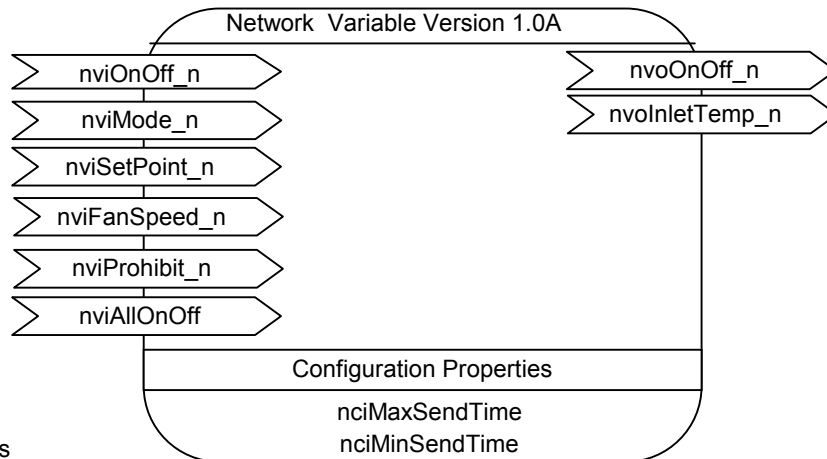 Network Variable Version 1.0A
nviOnOff_n
nviMode_n
nviSetPoint_n
nviFanSpeed_n
nviProhibit_n
nviAllOnOff
nvoOnOff_n
nvoInletTemp_n
Configuration Properties
nciMaxSendTime
nciMinSendTime
s